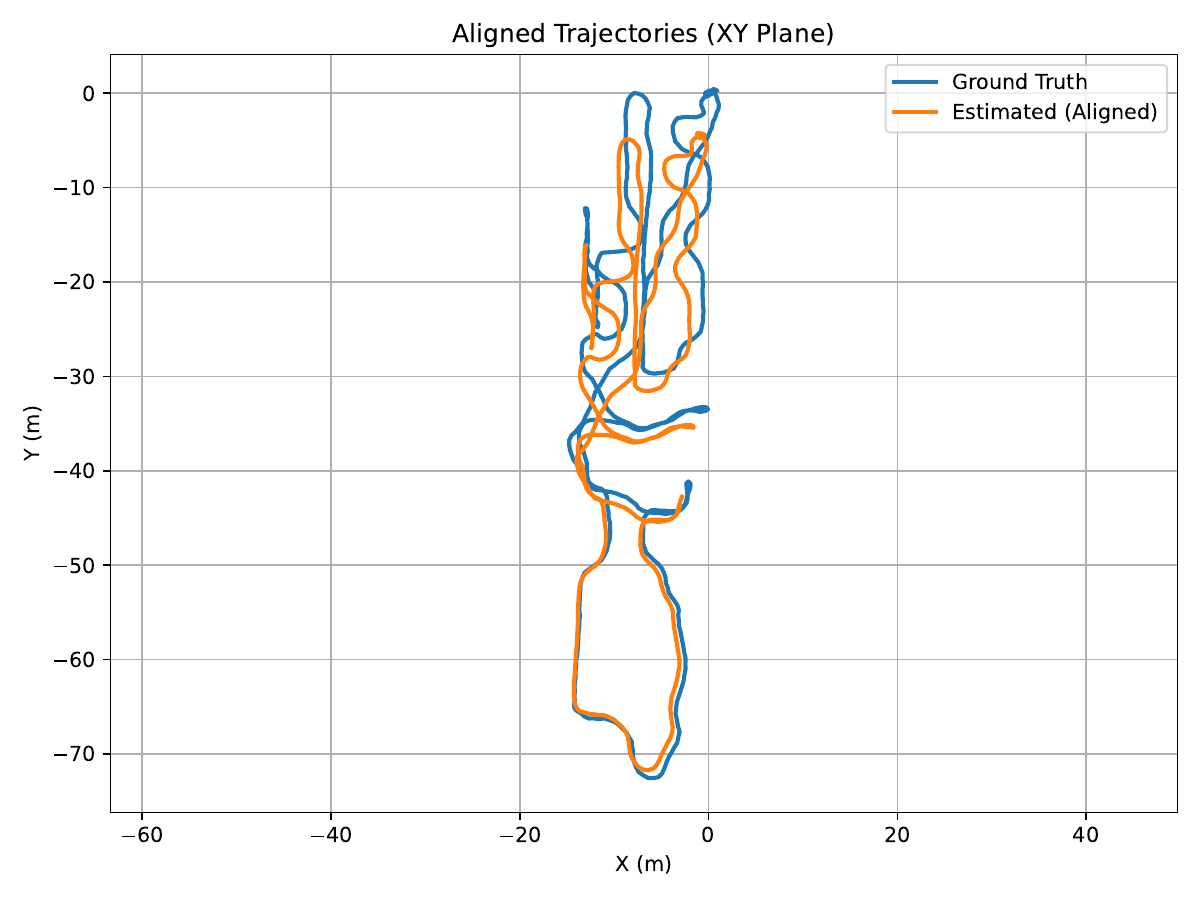 Aligned Trajectories (XY Plane)
Ground Truth
Estimated (Aligned)
0
−10
−20
−30
−40
−50
−60
−70
Y (m)
−60 −40 −20 0 20 40
X (m)